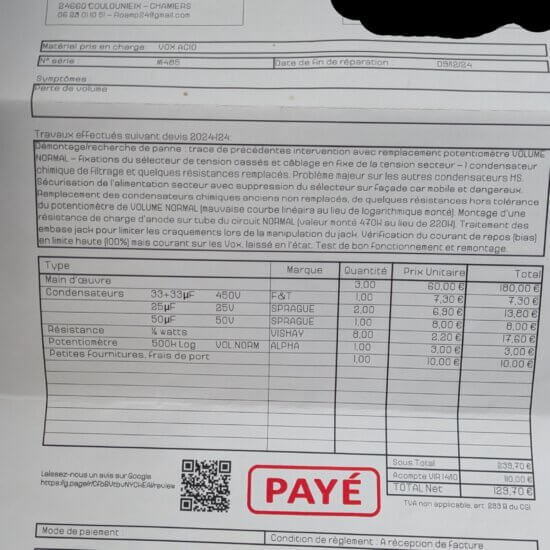 24660 COULOUNIEIX - CHAMIERS
Matériel pris en charge: VOX AC10
N° série
Date de fin de réparation: 09/12/24
Symptômes :
Perte de volume
Travaux effectués suivant devis 2024124
Démontage/recherche de panne : trace de précédentes intervention avec remplacement potentiomètre VOLUME
NORMAL - fixations du sélecteur de tension cassés et câblage en fixe de la tension secteur - 1 condensateur
chimique de filtrage et quelques résistances remplacés. Problème majeur sur les autres condensateurs HS.
Sécurisation de l'alimentation secteur avec suppression du sélecteur sur façade car mobile et dangereux.
Remplacement des condensateurs chimiques anciens non remplacés, de quelques résistances hors tolérance
du potentiomètre de VOLUME NORMAL (mauvaise courbe linéaire au lieu de logarithmique monté). Montage d'une
résistance de charge d'anode sur tube du circuit NORMAL (valeur monté 470K au lieu de 220K). Traitement des
embase jack pour limiter les craquements lors de la manipulation du jack. Vérification du courant de repos (bias)
en limite haute (100%) mais courant sur les Vox, laissé en l'état. Test de bon fonctionnement et remontage.
Type Marque Quantité Prix Unitaire Total
Main d'œuvre 3,00 60,00 € 180,00 €
Condensateurs 33+33µF 450V F&T 1,00 7,30 € 7,30 €
25µF 25V SPRAGUE 2,00 6,90 € 13,80 €
50µF 50V SPRAGUE 1,00 8,00 € 8,00 €
Résistance ¼ watts VISHAY 8,00 2,20 € 17,60 €
Potentiomètre 500k Log VOL NORM ALPHA 1,00 3,00 € 3,00 €
Petites fournitures, frais de port 1,00 10,00 € 10,00 €
Sous Total 239,70 €
Acompte VIR 14/10 110,00 €
TOTAL Net 129,70 €
TVA non applicable, art. 293 B du CGI
Laissez-nous un avis sur Google
PAYÉ
Mode de paiement :
Condition de règlement : A réception de facture